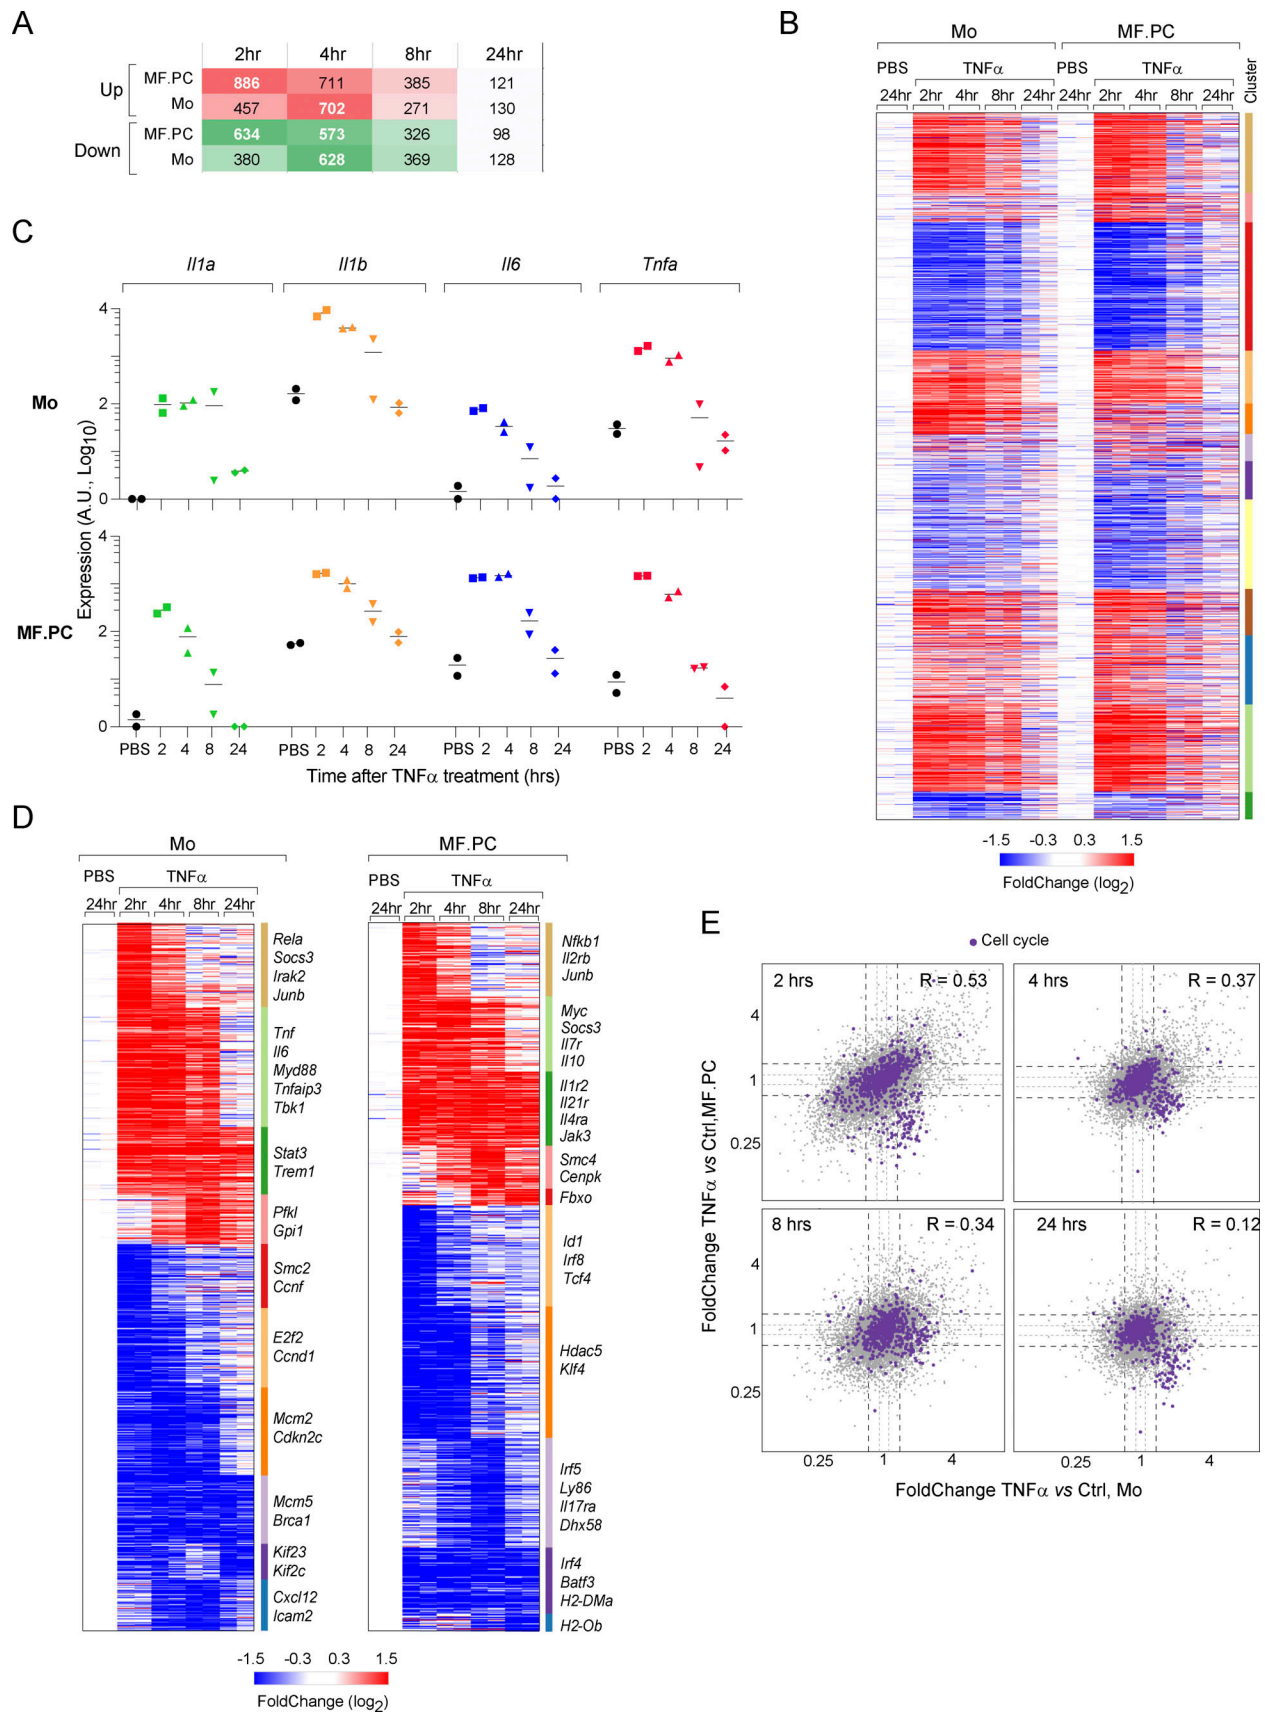 A
2hr 4hr 8hr 24hr
Up
MF.PC 886 711 385 121
Mo 457 702 271 130
Down
MF.PC 634 573 326 98
Mo 380 628 369 128
B
Mo MF.PC
PBS TNFα PBS TNFα
24hr 2hr 4hr 8hr 24hr 24hr 2hr 4hr 8hr 24hr
Cluster
-1.5 -0.3 0.3 1.5
FoldChange (log2)
C
Il1a Il1b Il6 Tnfa
Expression (A.U., Log10)
Mo
4
2
0
MF.PC
4
2
0
PBS 2 4 8 24 PBS 2 4 8 24 PBS 2 4 8 24 PBS 2 4 8 24
Time after TNFα treatment (hrs)
D
Mo
PBS TNFα
24hr 2hr 4hr 8hr 24hr
Rela
Socs3
Irak2
Junb
Tnf
Il6
Myd88
Tnfaip3
Tbk1
Stat3
Trem1
Pfkl
Gpi1
Smc2
Ccnf
E2f2
Ccnd1
Mcm2
Cdkn2c
Mcm5
Brca1
Kif23
Kif2c
Cxcl12
Icam2
MF.PC
PBS TNFα
24hr 2hr 4hr 8hr 24hr
Nfkb1
Il2rb
Junb
Myc
Socs3
Il7r
Il10
Il1r2
Il21r
Il4ra
Jak3
Smc4
Cenpk
Fbxo
Id1
Irf8
Tcf4
Hdac5
Klf4
Irf5
Ly86
Il17ra
Dhx58
Irf4
Batf3
H2-DMa
H2-Ob
-1.5 -0.3 0.3 1.5
FoldChange (log2)
E
Cell cycle
2 hrs R = 0.53
4 hrs R = 0.37
8 hrs R = 0.34
24 hrs R = 0.12
4
1
0.25
4
1
0.25
0.25 1 4 0.25 1 4
FoldChange TNFα vs Ctrl,MF.PC
FoldChange TNFα vs Ctrl, Mo